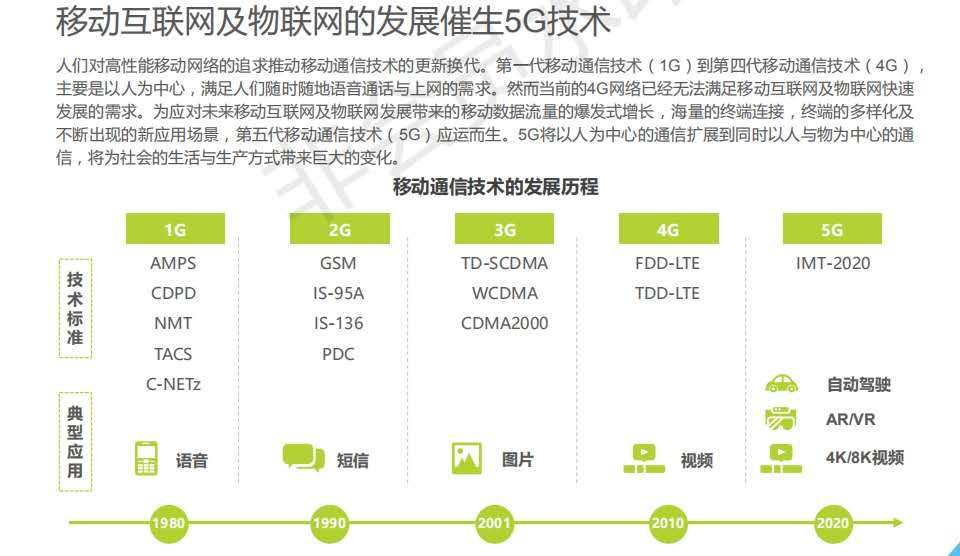 移动互联网及物联网的发展催生5G技术
人们对高性能移动网络的追求推动移动通信技术的更新换代。第一代移动通信技术（1G）到第四代移动通信技术（4G），
主要是以人为中心，满足人们随时随地语音通话与上网的需求。然而当前的4G网络已经无法满足移动互联网及物联网快速
发展的需求。为应对未来移动互联网及物联网发展带来的移动数据流量的爆发式增长，海量的终端连接，终端的多样化及
不断出现的新应用场景，第五代移动通信技术（5G）应运而生。5G将以人为中心的通信扩展到同时以人与物为中心的通
信，将为社会的生活与生产方式带来巨大的变化。
移动通信技术的发展历程
1G 2G 3G 4G 5G
技术标准
AMPS GSM TD-SCDMA FDD-LTE IMT-2020
CDPD IS-95A WCDMA TDD-LTE
NMT IS-136 CDMA2000
TACS PDC
C-NETz
典型应用
自动驾驶
AR/VR
语音 短信 图片 视频 4K/8K视频
1980 1990 2001 2010 2020